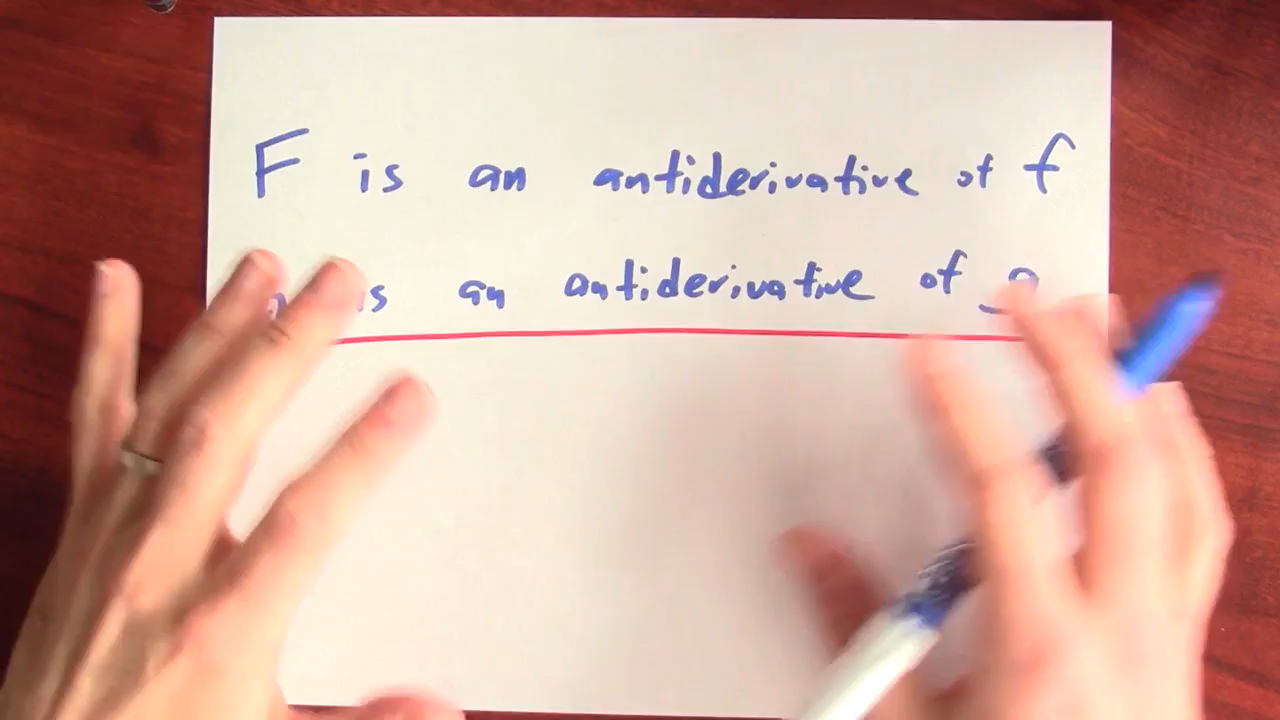 F is an antiderivative of f
is an antiderivative of g